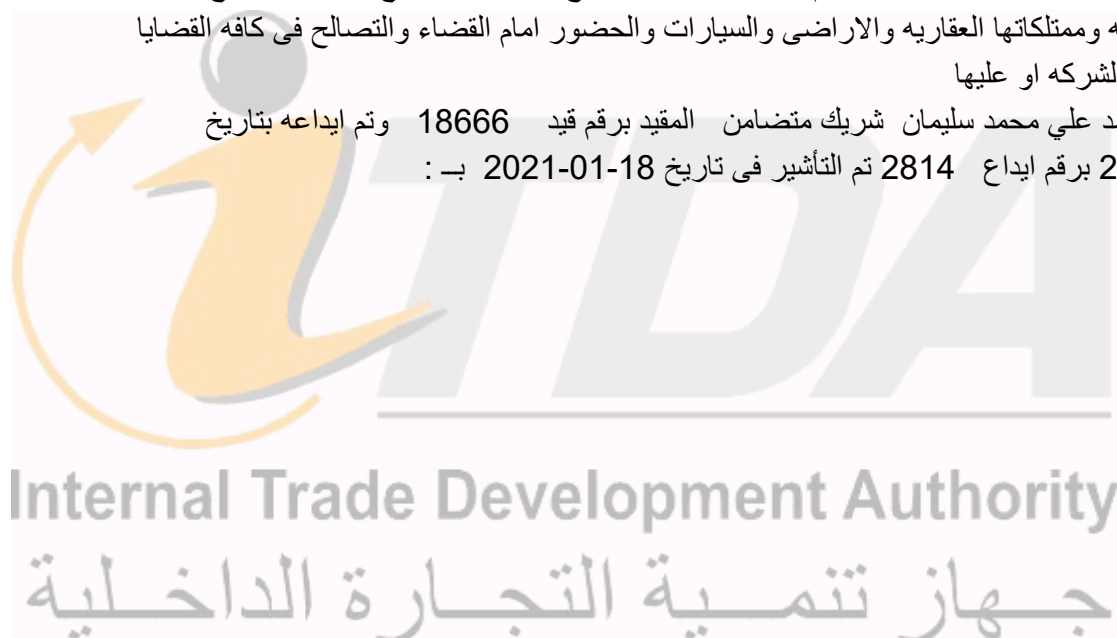 ه وممتلكاتها العقاريه والاراضى والسيارات والحضور امام القضاء والتصالح فى كافه القضايا
لشركه او عليها
د علي محمد سليمان شريك متضامن المقيد برقم قيد 18666 وتم ايداعه بتاريخ
2 برقم ايداع 2814 تم التأشير فى تاريخ 18-01-2021 بـ :
iTDA
Internal Trade Development Authority
جهاز تنمية التجارة الداخلية